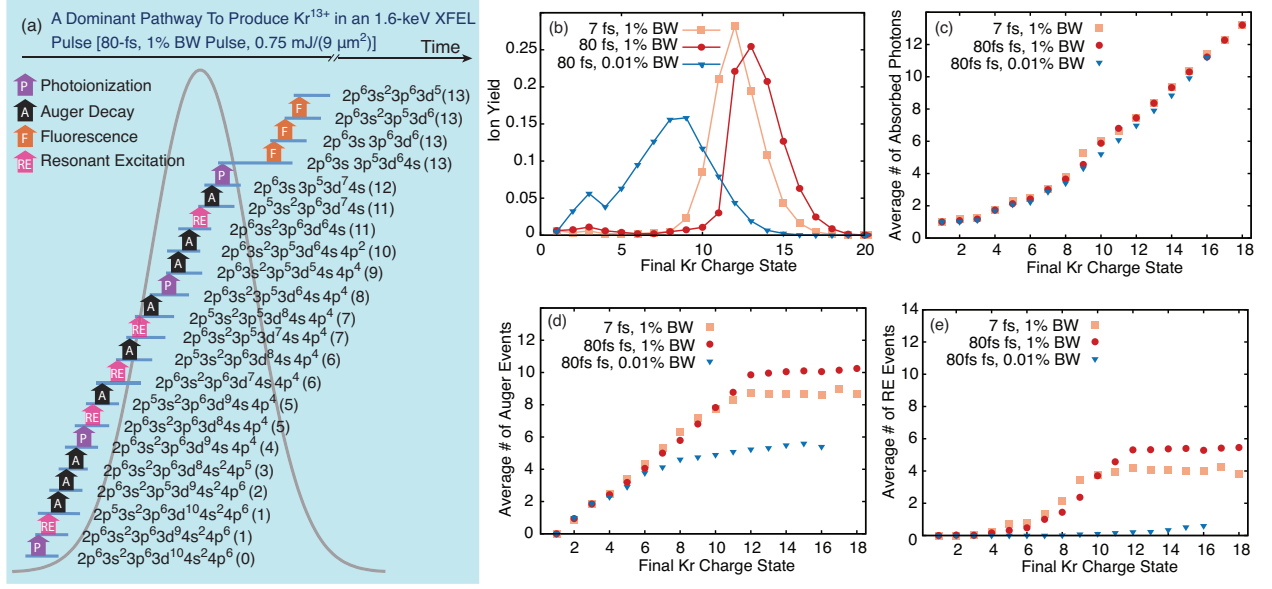 (a) A Dominant Pathway To Produce Kr¹³⁺ in an 1.6-keV XFEL
Pulse [80-fs, 1% BW Pulse, 0.75 mJ/(9 μm²)]
Time
P Photoionization
A Auger Decay
F Fluorescence
RE Resonant Excitation
F 2p⁶3s²3p⁶3d⁵(13)
F 2p⁶3s²3p⁵3d⁶(13)
F 2p⁶3s 3p⁶3d⁶(13)
P 2p⁶3s 3p⁵3d⁶4s (13)
A 2p⁶3s 3p⁵3d⁷4s (12)
RE 2p⁵3s²3p⁶3d⁷4s (11)
A 2p⁶3s²3p⁶3d⁶4s (11)
A 2p⁶3s²3p⁵3d⁶4s 4p² (10)
P 2p⁶3s²3p⁵3d⁵4s 4p⁴ (9)
A 2p⁶3s²3p⁵3d⁶4s 4p⁴ (8)
RE 2p⁵3s²3p⁵3d⁸4s 4p⁴ (7)
A 2p⁶3s²3p⁵3d⁷4s 4p⁴ (7)
RE 2p⁵3s²3p⁶3d⁸4s 4p⁴ (6)
A 2p⁶3s²3p⁶3d⁷4s 4p⁴ (6)
RE 2p⁵3s²3p⁶3d⁹4s 4p⁴ (5)
P 2p⁶3s²3p⁶3d⁸4s 4p⁴ (5)
A 2p⁶3s²3p⁶3d⁹4s 4p⁴ (4)
A 2p⁶3s²3p⁶3d⁸4s²4p⁵ (3)
A 2p⁶3s²3p⁵3d⁹4s²4p⁶ (2)
RE 2p⁵3s²3p⁶3d¹⁰4s²4p⁶ (1)
P 2p⁶3s²3p⁶3d⁹4s²4p⁶ (1)
2p⁶3s²3p⁶3d¹⁰4s²4p⁶ (0)
(b)
7 fs, 1% BW
80 fs, 1% BW
80 fs, 0.01% BW
Ion Yield
0.25
0.2
0.15
0.1
0.05
0
0 5 10 15 20
Final Kr Charge State
(c)
7 fs, 1% BW
80fs fs, 1% BW
80fs fs, 0.01% BW
Average # of Absorbed Photons
12
10
8
6
4
2
0
2 4 6 8 10 12 14 16 18
Final Kr Charge State
(d)
7 fs, 1% BW
80fs fs, 1% BW
80fs fs, 0.01% BW
Average # of Auger Events
14
12
10
8
6
4
2
0
2 4 6 8 10 12 14 16 18
Final Kr Charge State
(e)
7 fs, 1% BW
80fs fs, 1% BW
80fs fs, 0.01% BW
Average # of RE Events
14
12
10
8
6
4
2
0
2 4 6 8 10 12 14 16 18
Final Kr Charge State